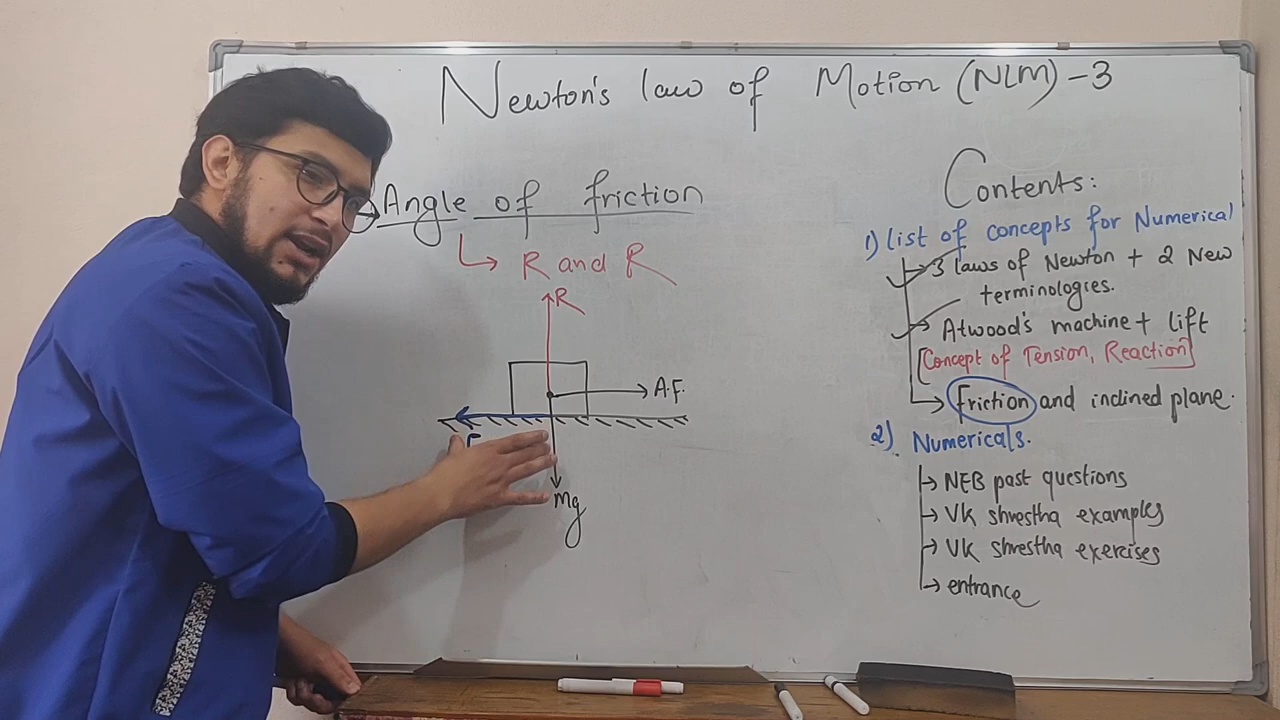 Newton's law of Motion (NLM) - 3
Angle of friction
R and R
R
A.F.
F
mg
Contents:
1) list of concepts for Numerical
3 laws of Newton + 2 New
terminologies.
Atwood's machine + lift
[Concept of Tension, Reaction]
Friction and inclined plane.
2) Numericals.
NEB past questions
VK shrestha examples
VK shrestha exercises
entrance